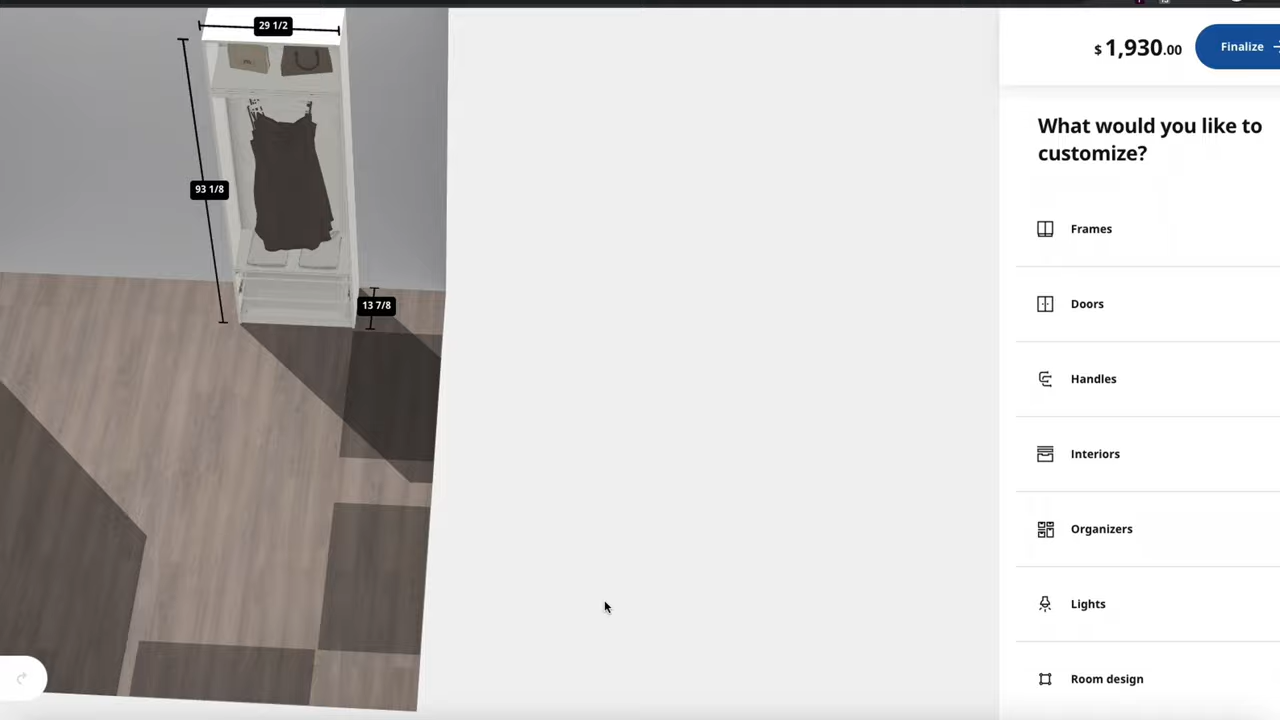 29 1/2
93 1/8
13 7/8
$ 1,930.00
Finalize
What would you like to
customize?
Frames
Doors
Handles
Interiors
Organizers
Lights
Room design